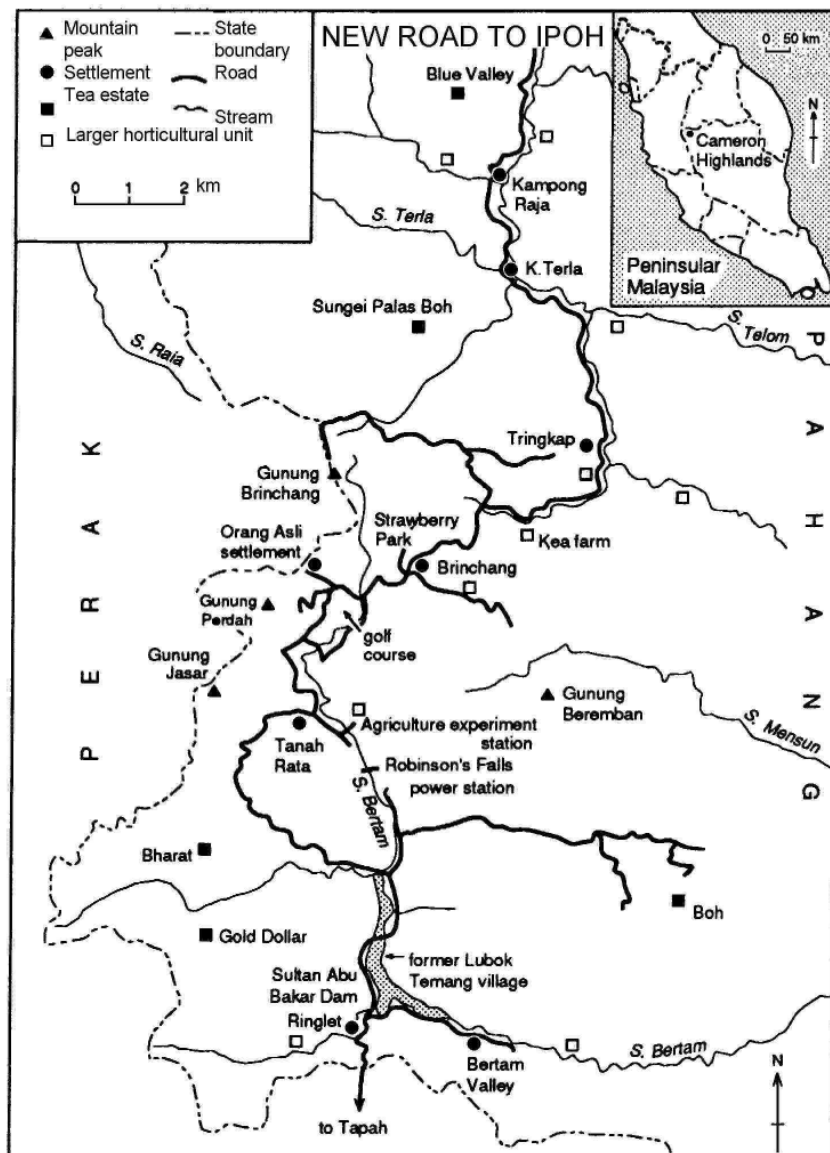 NEW ROAD TO IPOH
Mountain
peak
Settlement
Tea estate
Larger horticultural unit
State
boundary
Road
Stream
0 2 km
0 50 km
N
Cameron
Highlands
Peninsular
Malaysia
Blue Valley
Kampong
Raja
S. Terla
K. Terla
Sungei Palas Boh
S. Telom
S. Raia
PERAK
PAHANG
Tringkap
Gunung
Brinchang
Strawberry
Park
Orang Asli
settlement
Kea farm
Brinchang
Gunung
Perdah
golf
course
Gunung
Jasar
Gunung
Beremban
S. Mensun
Agriculture experiment
station
Tanah
Rata
Robinson's Falls
power station
S. Bertam
Bharat
Boh
Gold Dollar
former Lubok
Temang village
Sultan Abu
Bakar Dam
Ringlet
Bertam
Valley
S. Bertam
N
to Tapah